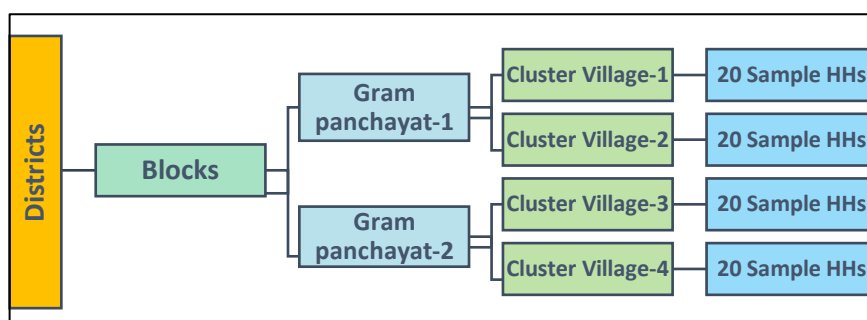 Districts
Blocks
Gram
panchayat-1
Gram
panchayat-2
Cluster Village-1
Cluster Village-2
Cluster Village-3
Cluster Village-4
20 Sample HHs
20 Sample HHs
20 Sample HHs
20 Sample HHs